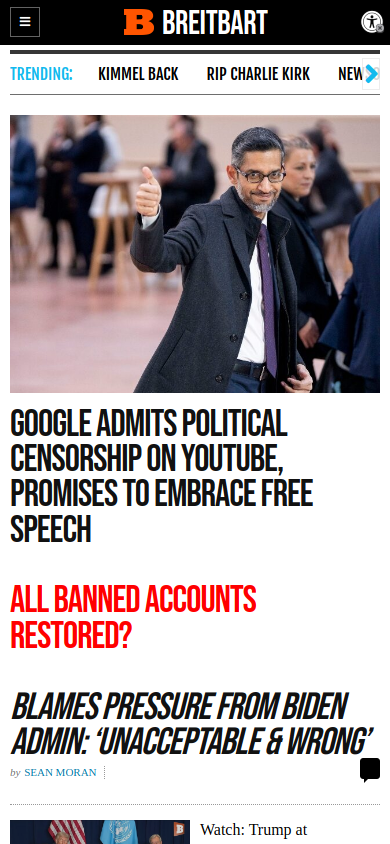 B BREITBART
TRENDING: KIMMEL BACK RIP CHARLIE KIRK NEW
GOOGLE ADMITS POLITICAL
CENSORSHIP ON YOUTUBE,
PROMISES TO EMBRACE FREE
SPEECH
ALL BANNED ACCOUNTS
RESTORED?
BLAMES PRESSURE FROM BIDEN
ADMIN: ‘UNACCEPTABLE & WRONG’
by SEAN MORAN
B
Watch: Trump at